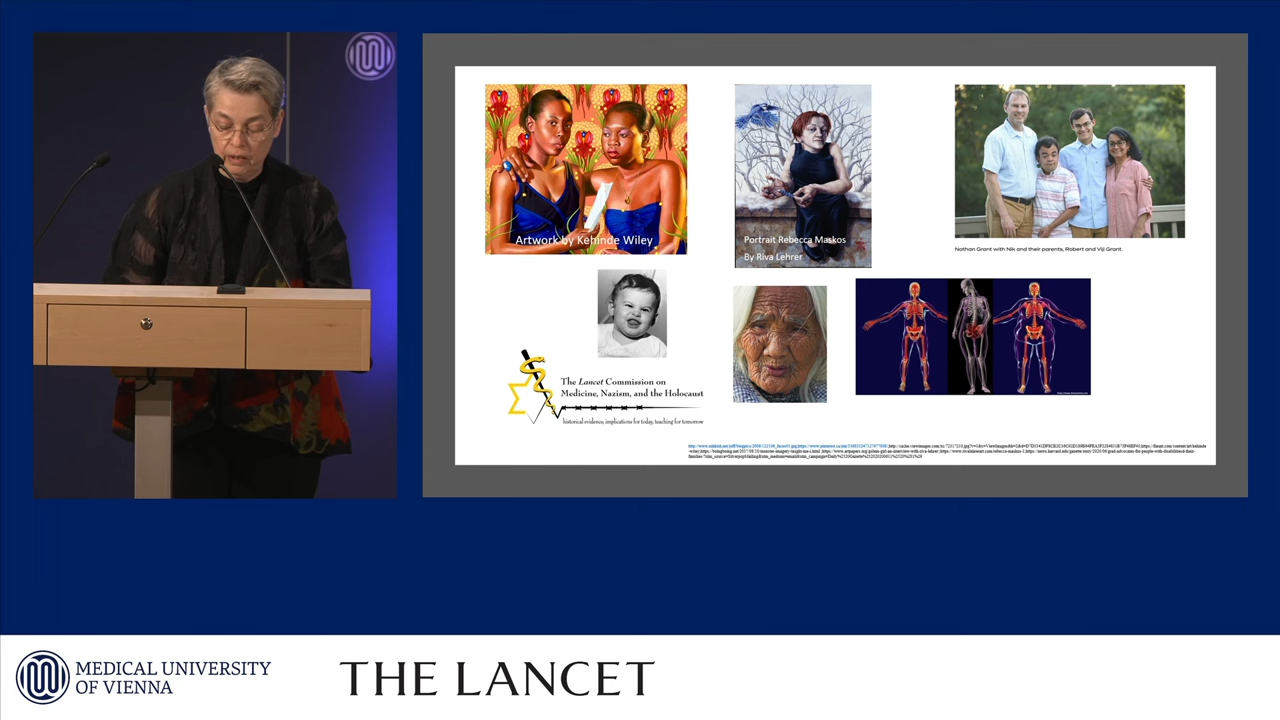 Artwork by Kehinde Wiley
Portrait Rebecca Maskos
By Riva Lehrer
Nathan Grant with Nik and their parents, Robert and Viji Grant.
The Lancet Commission on
Medicine, Nazism, and the Holocaust
historical evidence, implications for today, teaching for tomorrow
MEDICAL UNIVERSITY
OF VIENNA
THE LANCET